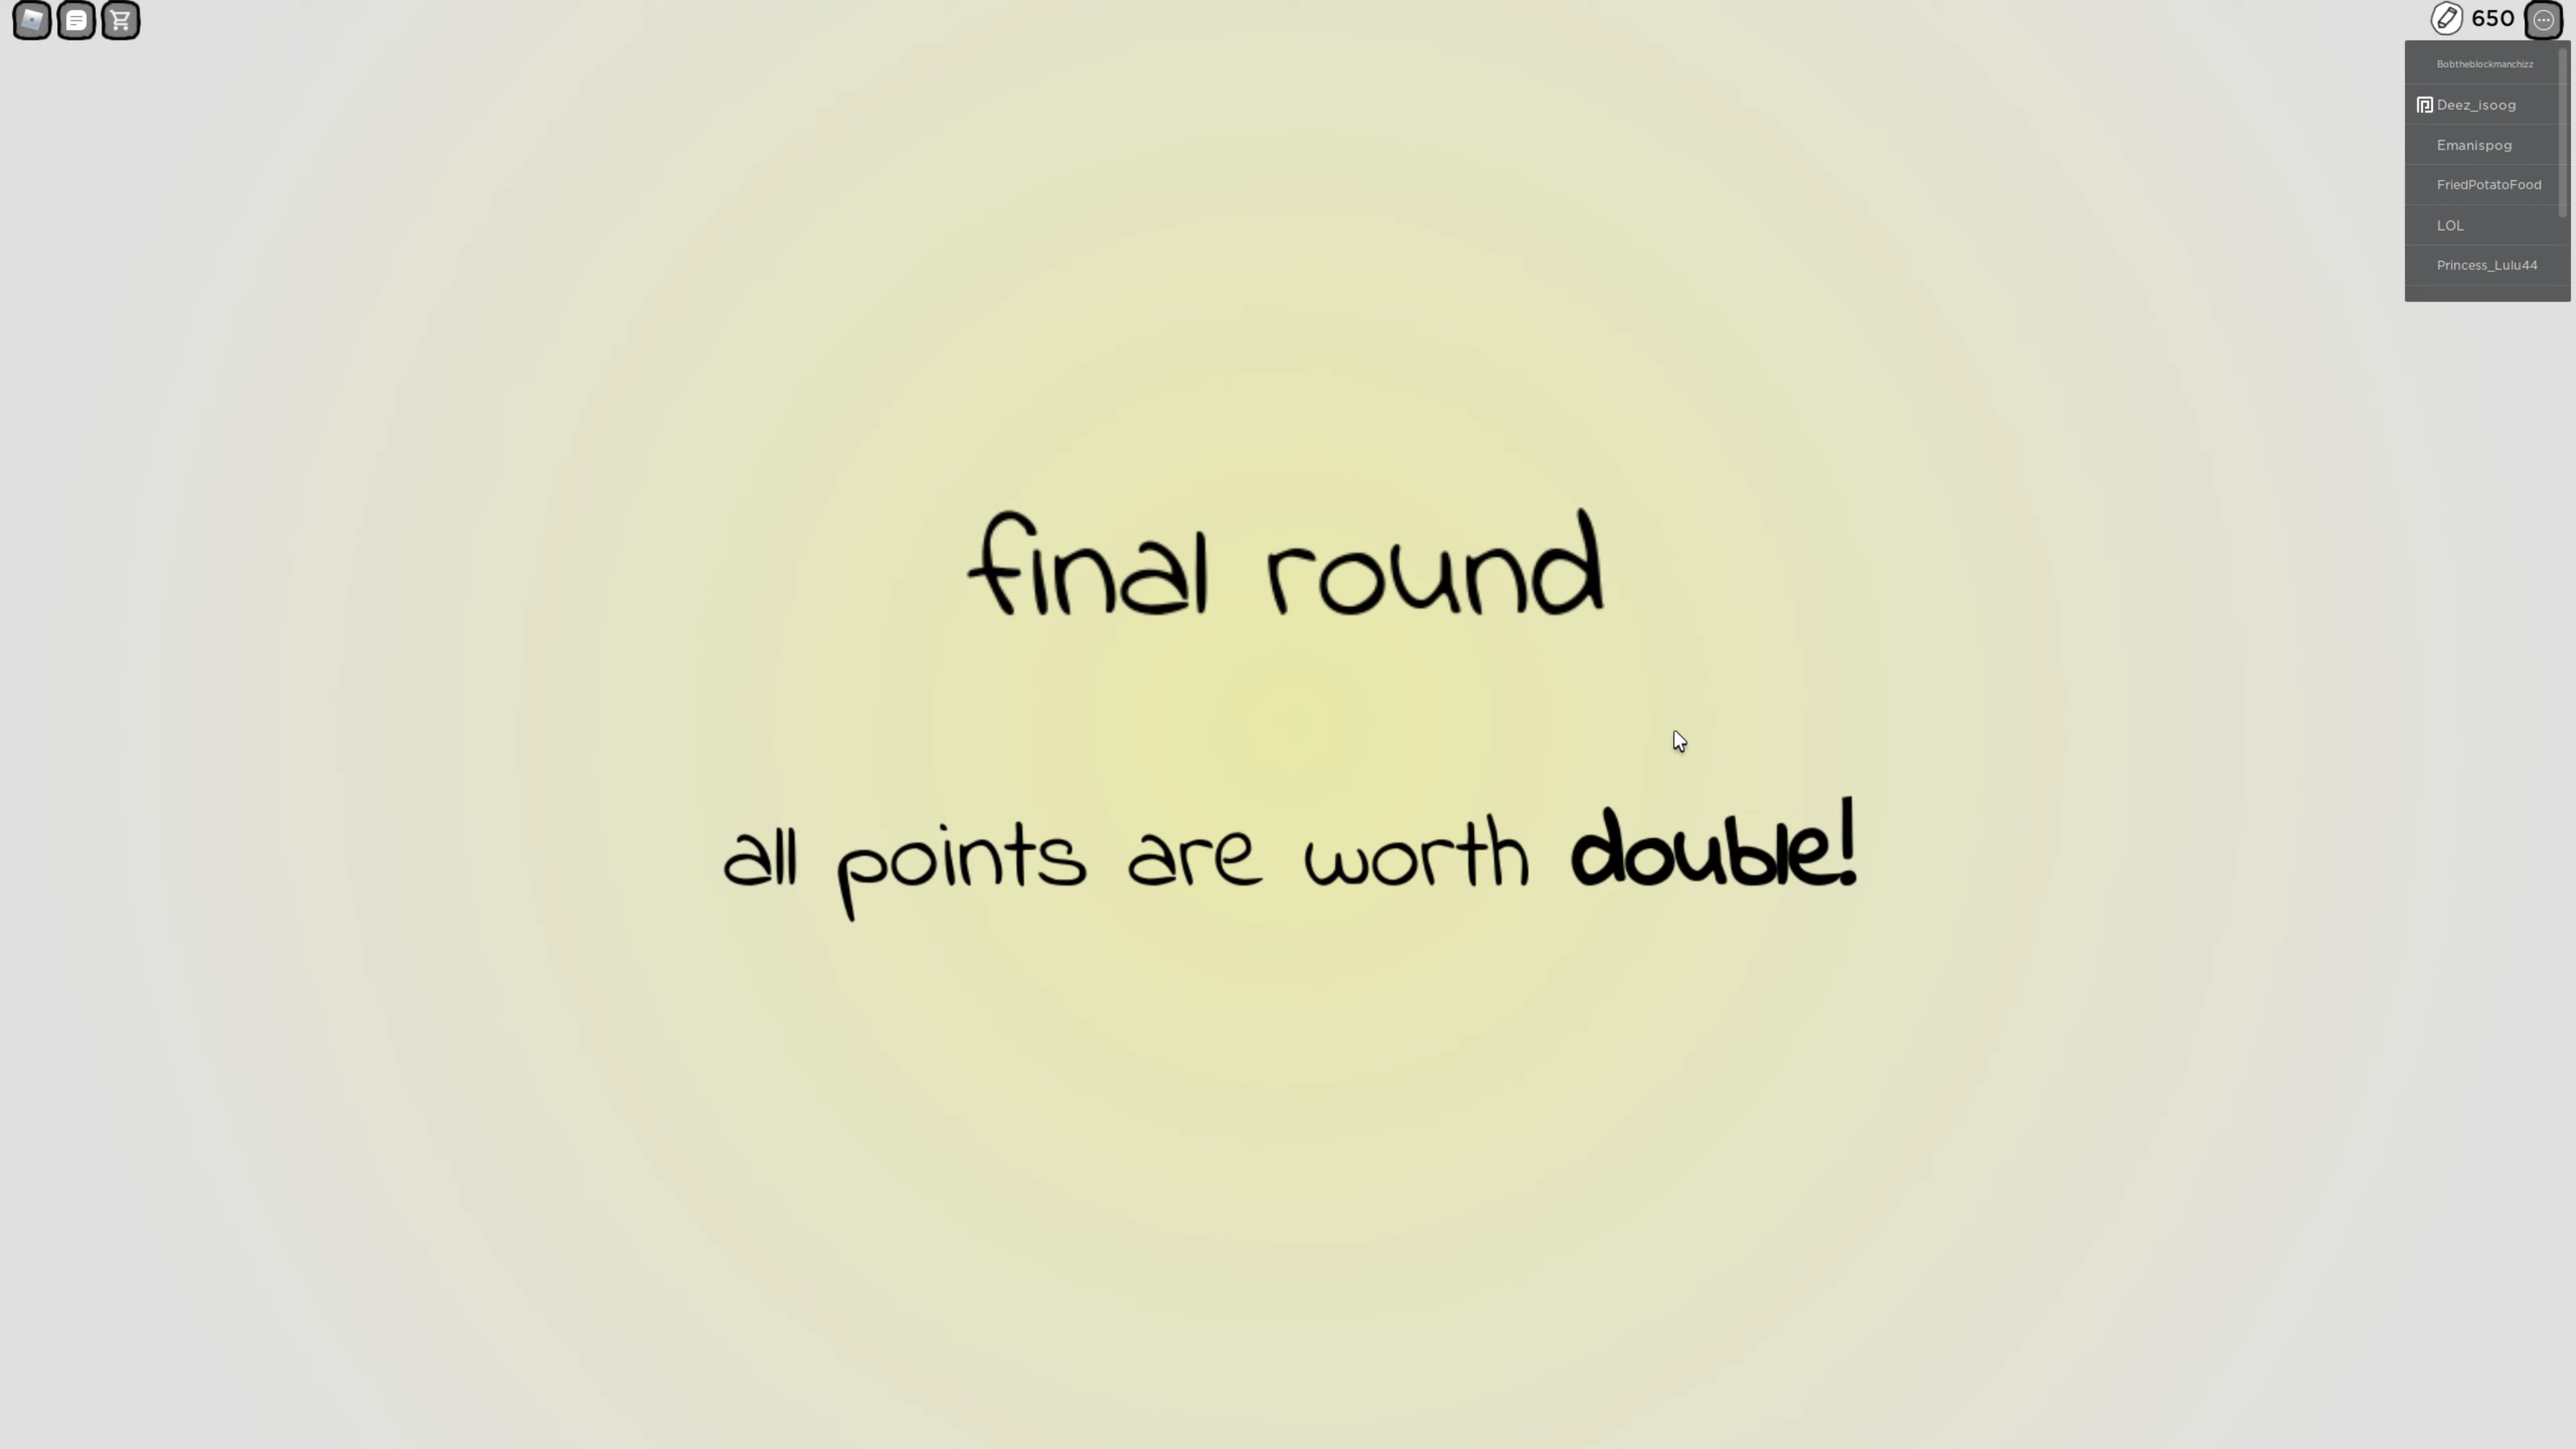 650
Bobtheblockmanchizz
Deez_isoog
Emanispog
FriedPotatoFood
LOL
Princess_Lulu44
final round
all points are worth double!